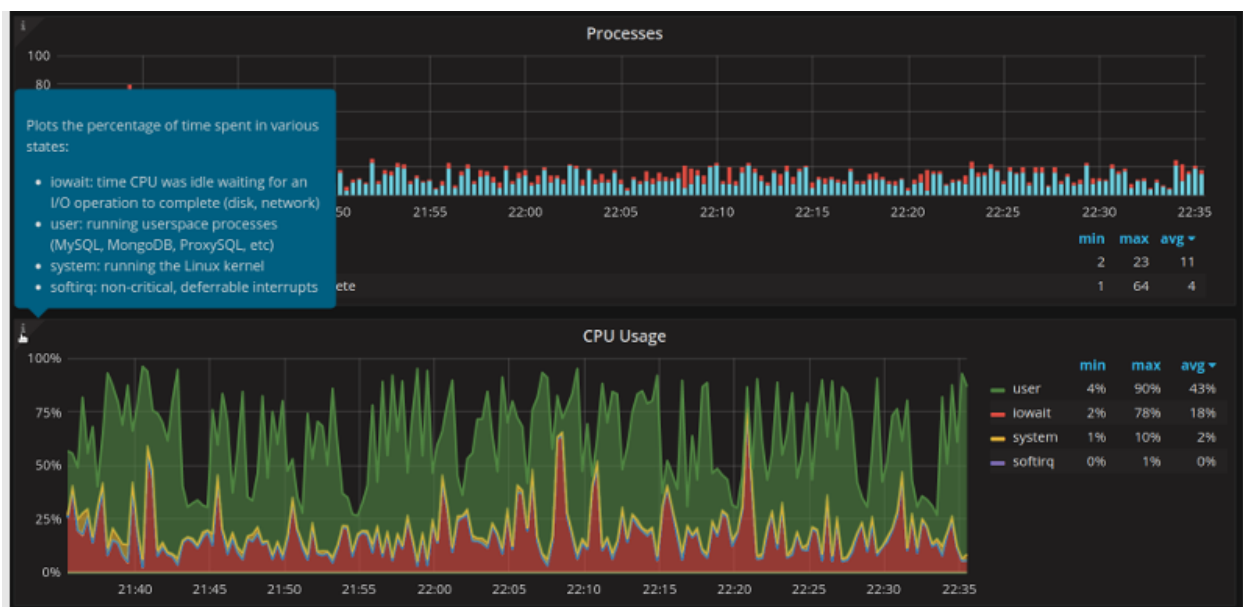 i
Processes
100
80
Plots the percentage of time spent in various
states:
• iowait: time CPU was idle waiting for an
I/O operation to complete (disk, network)
• user: running userspace processes
(MySQL, MongoDB, ProxySQL, etc)
• system: running the Linux kernel
• softirq: non-critical, deferrable interrupts
50 21:55 22:00 22:05 22:10 22:15 22:20 22:25 22:30 22:35
min max avg
2 23 11
ete 1 64 4
i
CPU Usage
100%
75%
50%
25%
0%
21:40 21:45 21:50 21:55 22:00 22:05 22:10 22:15 22:20 22:25 22:30 22:35
min max avg
user 4% 90% 43%
iowait 2% 78% 18%
system 1% 10% 2%
softirq 0% 1% 0%